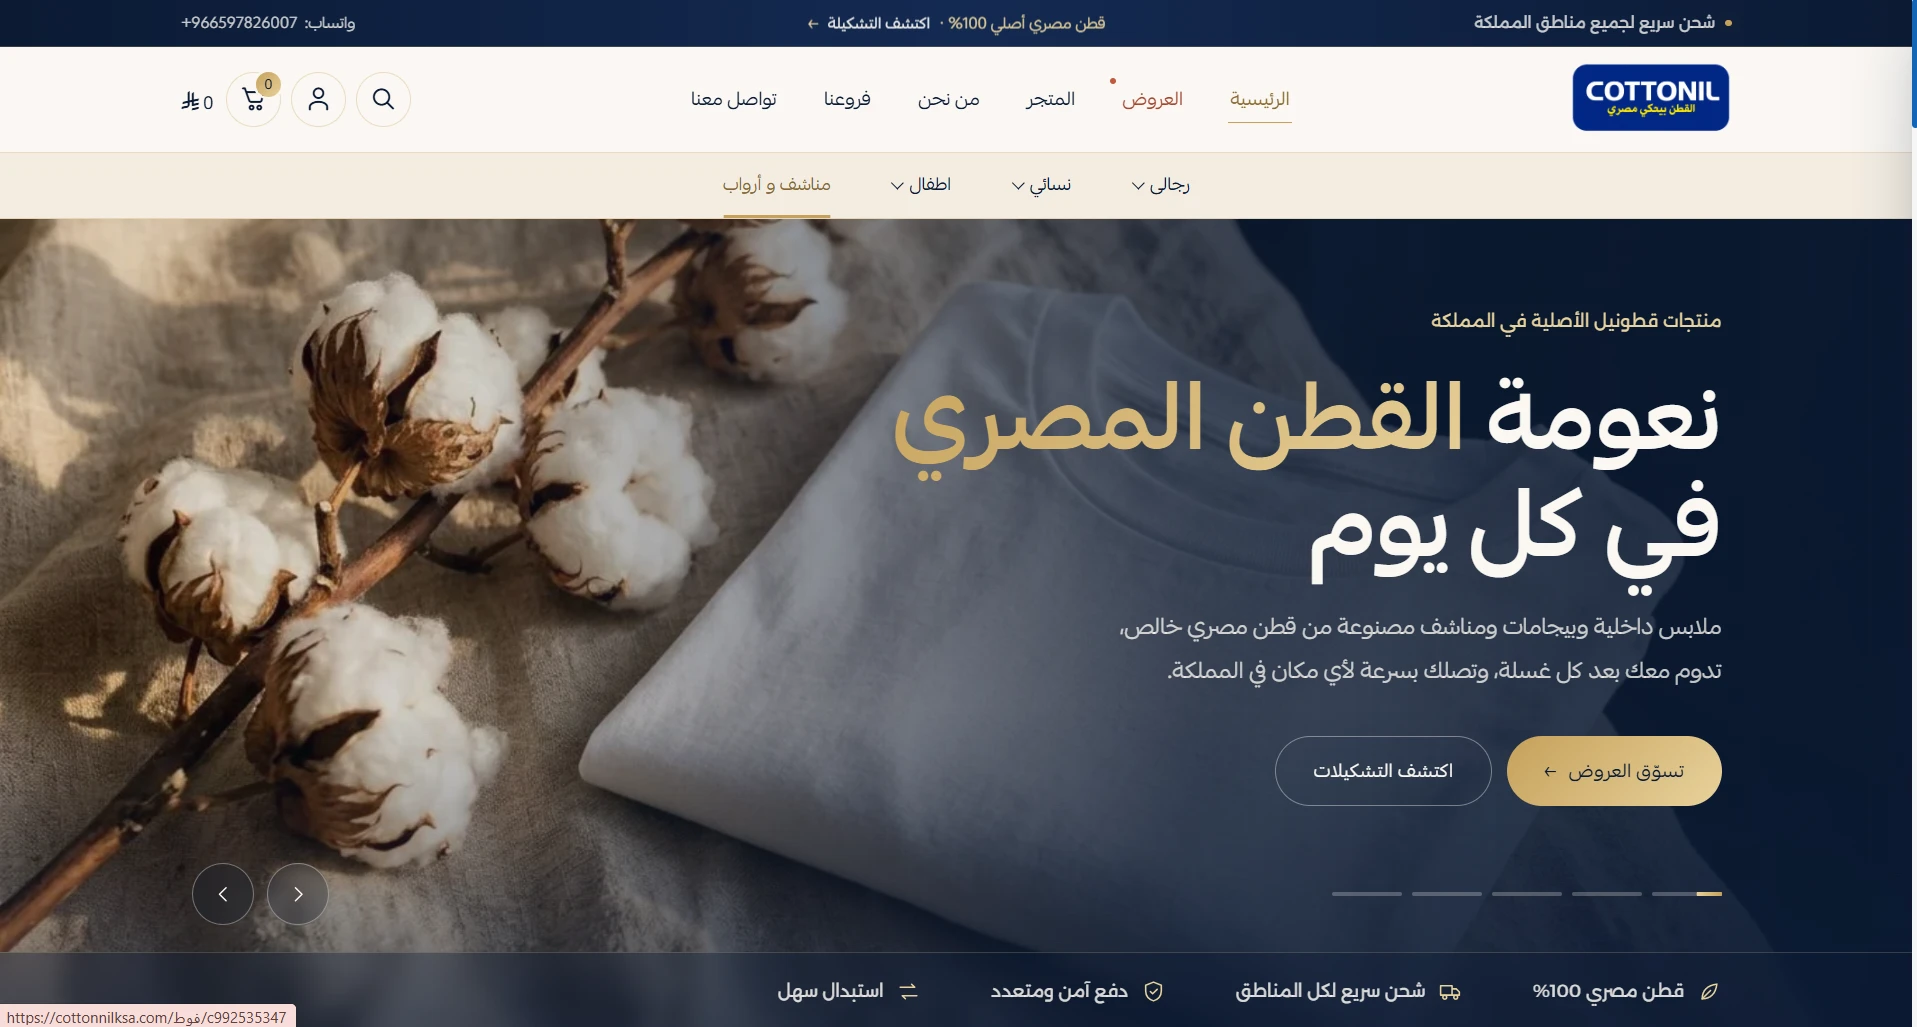 شحن سريع لجميع مناطق المملكة
قطن مصري أصلي 100% · اكتشف التشكيلة ←
واتساب: 966597826007+
COTTONIL
القطن بيحكي مصري
الرئيسية
العروض
المتجر
من نحن
فروعنا
تواصل معنا
0
0
رجالى
نسائي
اطفال
مناشف و أرواب
منتجات قطونيل الأصلية في المملكة
نعومة القطن المصري
في كل يوم
ملابس داخلية وبيجامات ومناشف مصنوعة من قطن مصري خالص،
تدوم معك بعد كل غسلة، وتصلك بسرعة لأي مكان في المملكة.
تسوّق العروض ←
اكتشف التشكيلات
قطن مصري 100%
شحن سريع لكل المناطق
دفع آمن ومتعدد
استبدال سهل
https://cottonnilksa.com/فوط/c992535347